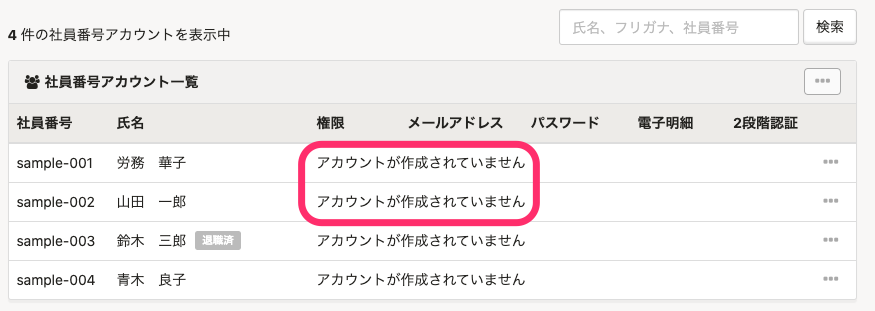 4 件の社員番号アカウントを表示中
氏名、フリガナ、社員番号
検索
社員番号アカウント一覧
社員番号 氏名 権限 メールアドレス パスワード 電子明細 2段階認証
sample-001 労務 華子 アカウントが作成されていません
sample-002 山田 一郎 アカウントが作成されていません
sample-003 鈴木 三郎 退職済 アカウントが作成されていません
sample-004 青木 良子 アカウントが作成されていません